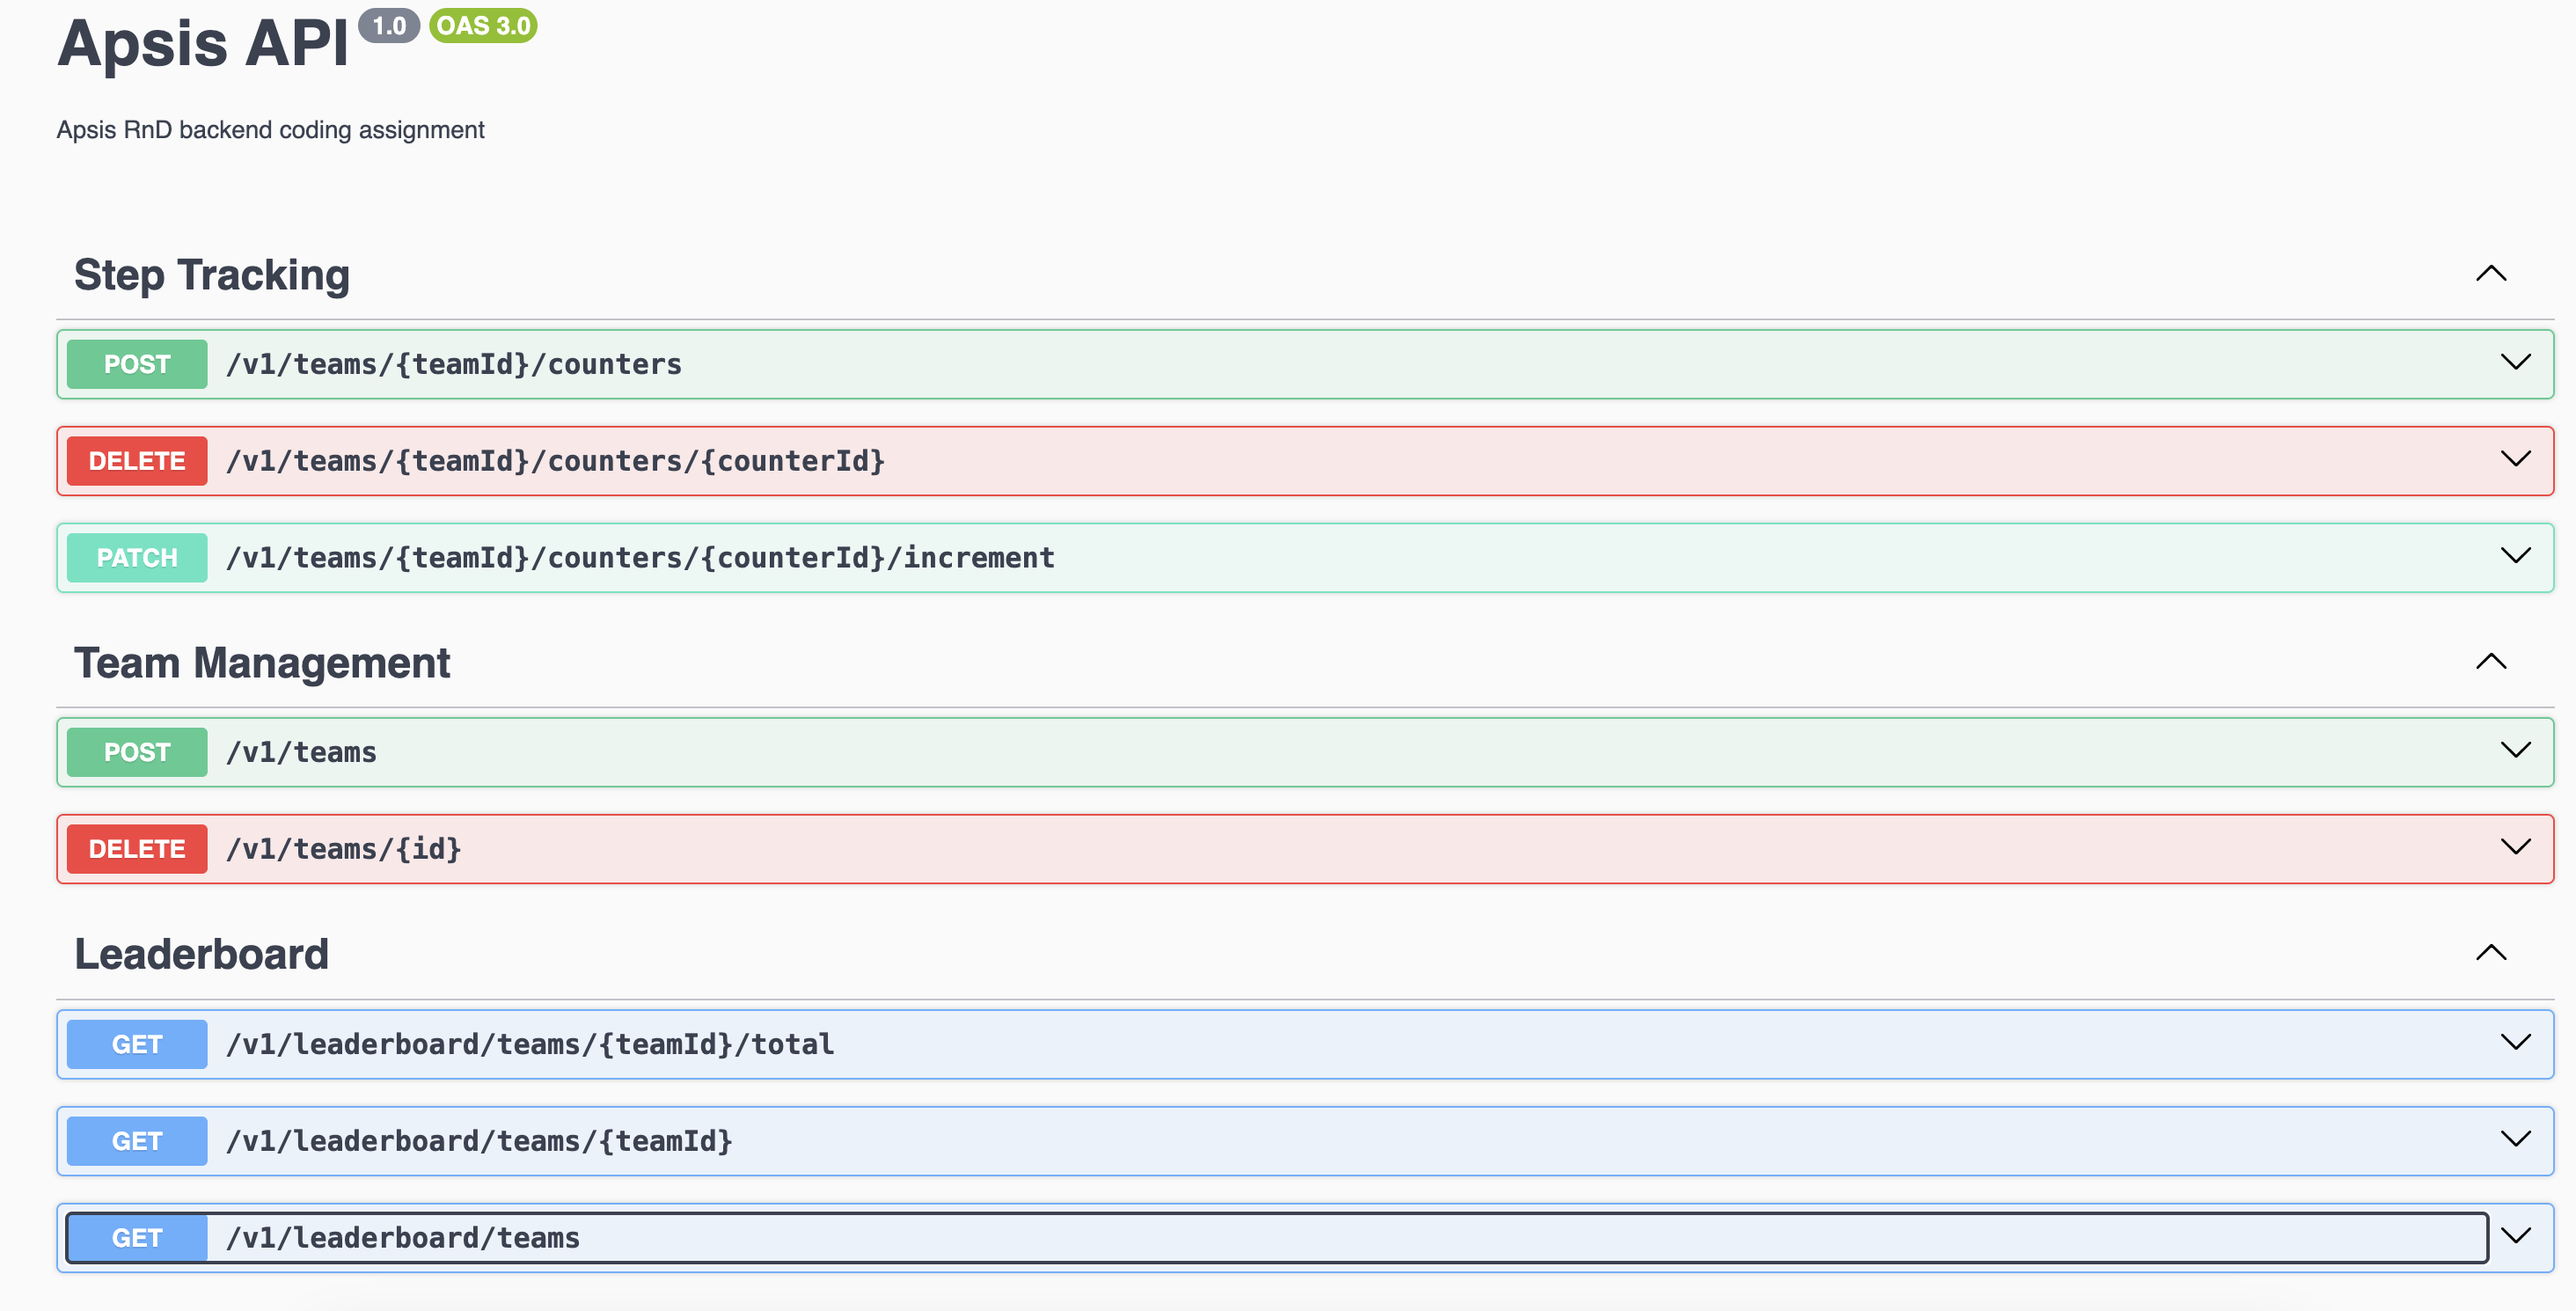 Apsis API 1.0 OAS 3.0
Apsis RnD backend coding assignment
Step Tracking
POST /v1/teams/{teamId}/counters
DELETE /v1/teams/{teamId}/counters/{counterId}
PATCH /v1/teams/{teamId}/counters/{counterId}/increment
Team Management
POST /v1/teams
DELETE /v1/teams/{id}
Leaderboard
GET /v1/leaderboard/teams/{teamId}/total
GET /v1/leaderboard/teams/{teamId}
GET /v1/leaderboard/teams